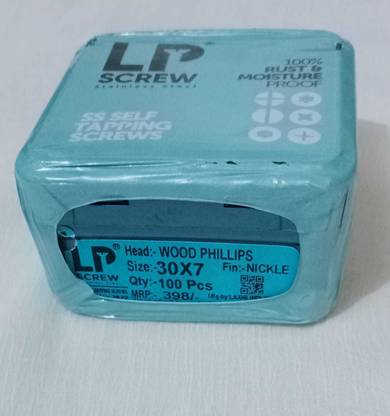 LP®
SCREW
Stainless Steel
100%
RUST &
MOISTURE
PROOF
SS SELF
TAPPING
SCREWS
LP®
SCREW
Head:- WOOD PHILLIPS
Size:- 30X7 Fin:- NICKLE
Qty:- 100 Pcs
MRP:- 398/-